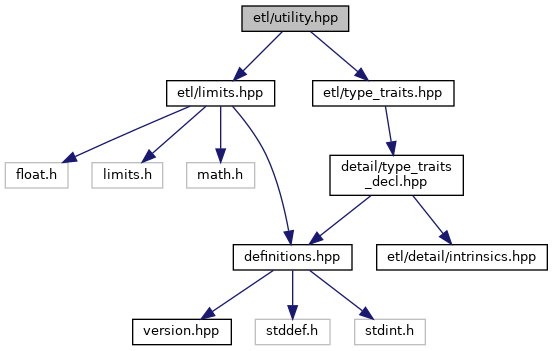 etl/utility.hpp
etl/limits.hpp
etl/type_traits.hpp
float.h
limits.h
math.h
detail/type_traits
_decl.hpp
definitions.hpp
etl/detail/intrinsics.hpp
version.hpp
stddef.h
stdint.h